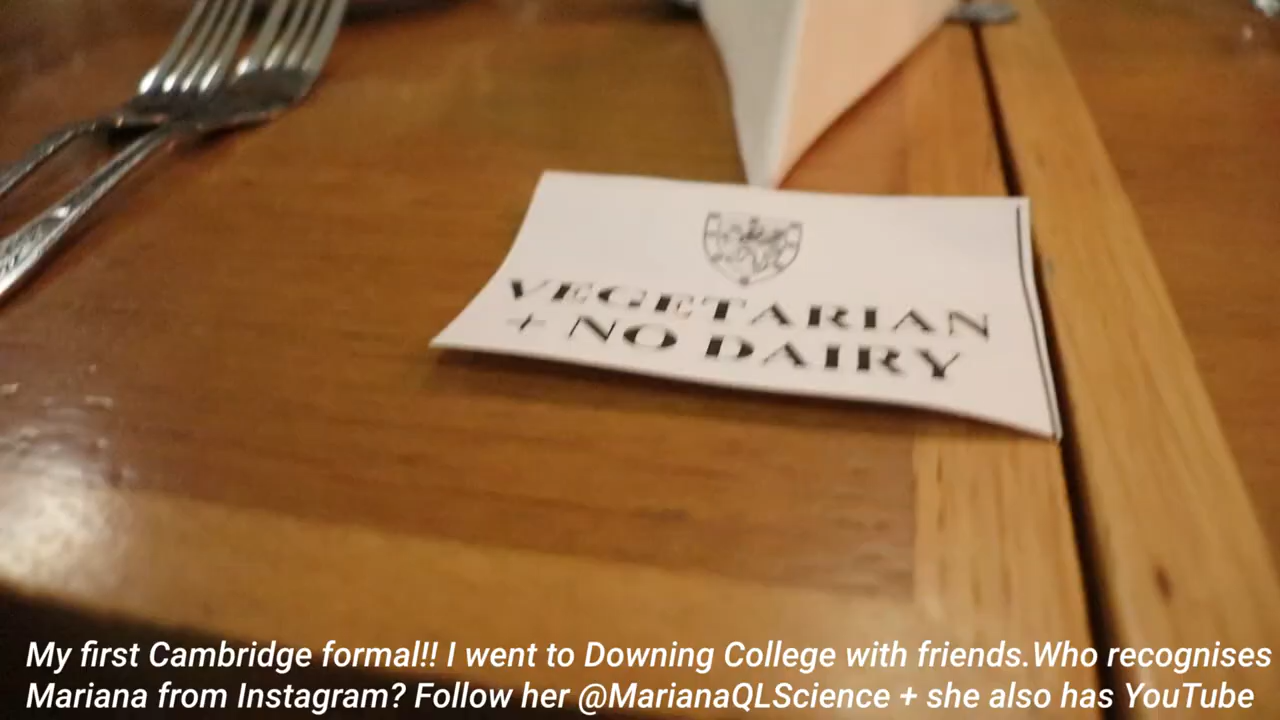 VEGETARIAN
+ NO DAIRY
My first Cambridge formal!! I went to Downing College with friends.Who recognises
Mariana from Instagram? Follow her @MarianaQLScience + she also has YouTube